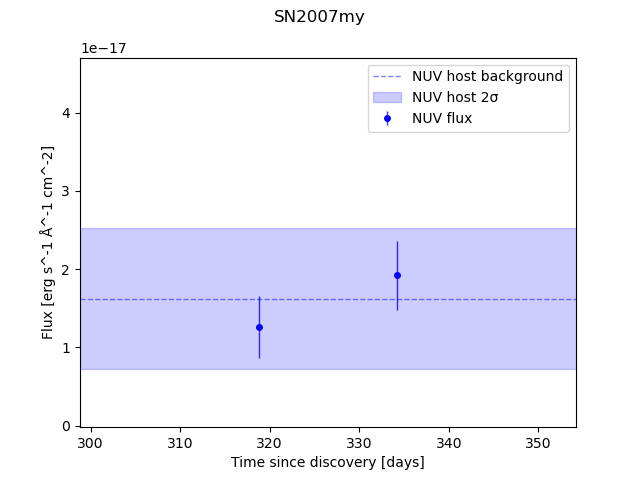 SN2007my
1e−17
NUV host background
NUV host 2σ
NUV flux
4
3
2
1
0
Flux [erg s^-1 Å^-1 cm^-2]
300 310 320 330 340 350
Time since discovery [days]